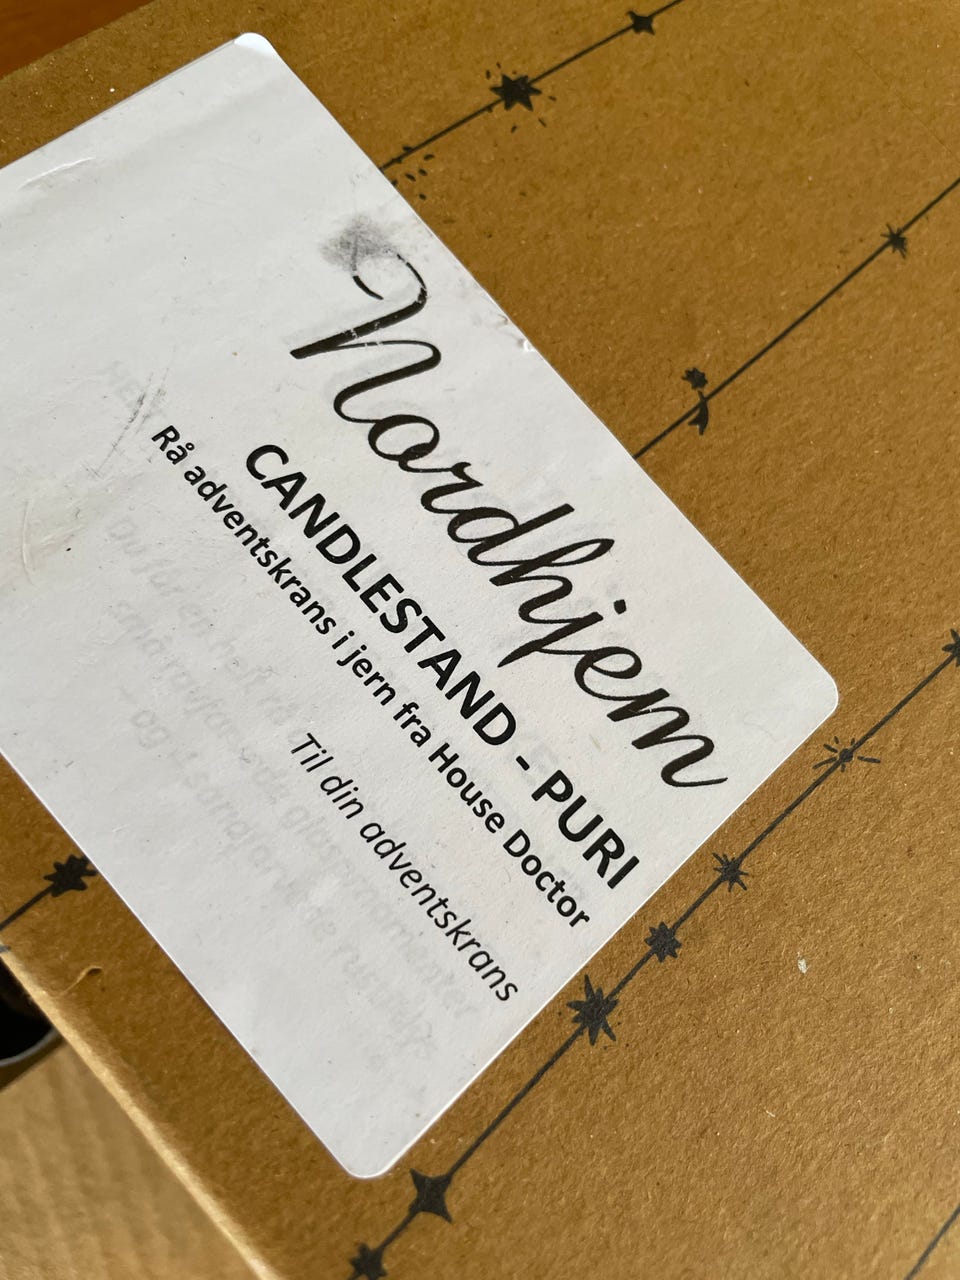 Nordhjem
CANDLESTAND - PURI
Rå adventskrans i jern fra House Doctor
Til din adventskrans